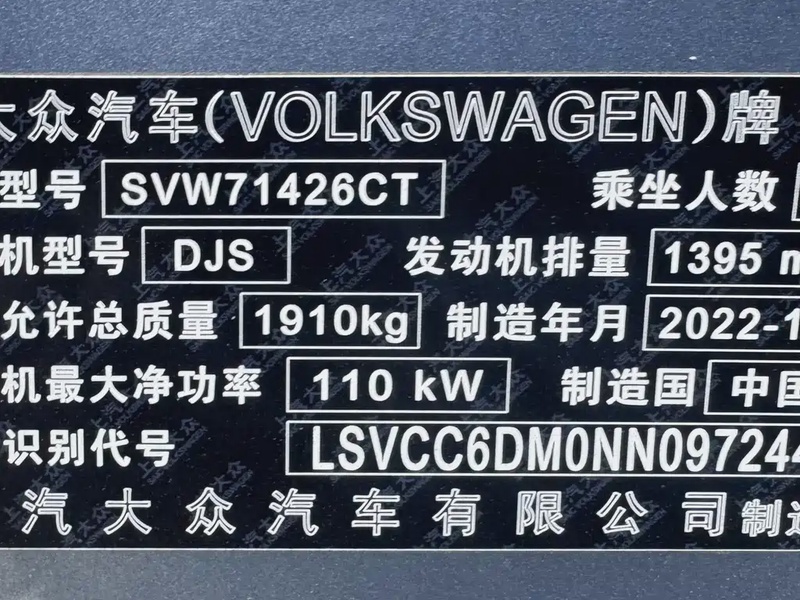 大众汽车(VOLKSWAGEN)牌
型号 SVW71426CT 乘坐人数
机型号 DJS 发动机排量 1395 m
允许总质量 1910kg 制造年月 2022-1
机最大净功率 110 kW 制造国 中国
识别代号 LSVCC6DM0NN097244
汽大众汽车有限公司制造